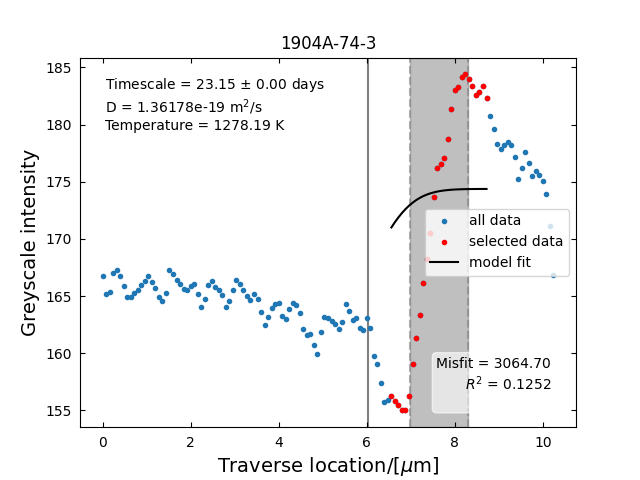 1904A-74-3
Timescale = 23.15 ± 0.00 days
D = 1.36178e-19 m²/s
Temperature = 1278.19 K
all data
selected data
model fit
Misfit = 3064.70
R² = 0.1252
185
180
175
170
165
160
155
0 2 4 6 8 10
Greyscale intensity
Traverse location/[μm]